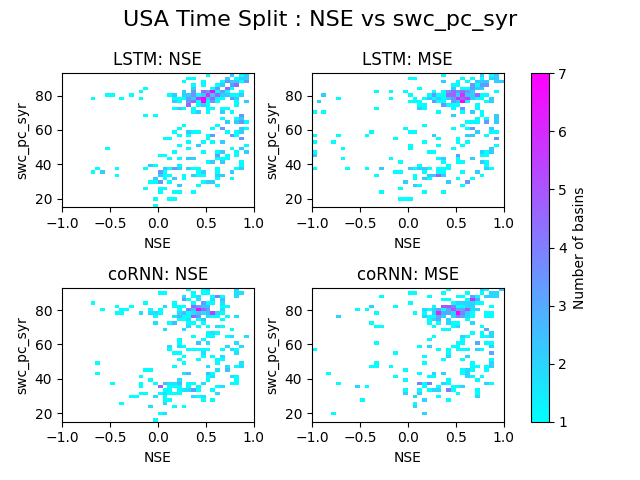 USA Time Split : NSE vs swc_pc_syr
LSTM: NSE
swc_pc_syr
80
60
40
20
−1.0 −0.5 0.0 0.5 1.0
NSE
LSTM: MSE
swc_pc_syr
80
60
40
20
−1.0 −0.5 0.0 0.5 1.0
NSE
coRNN: NSE
swc_pc_syr
80
60
40
20
−1.0 −0.5 0.0 0.5 1.0
NSE
coRNN: MSE
swc_pc_syr
80
60
40
20
−1.0 −0.5 0.0 0.5 1.0
NSE
7
6
5
4
3
2
1
Number of basins